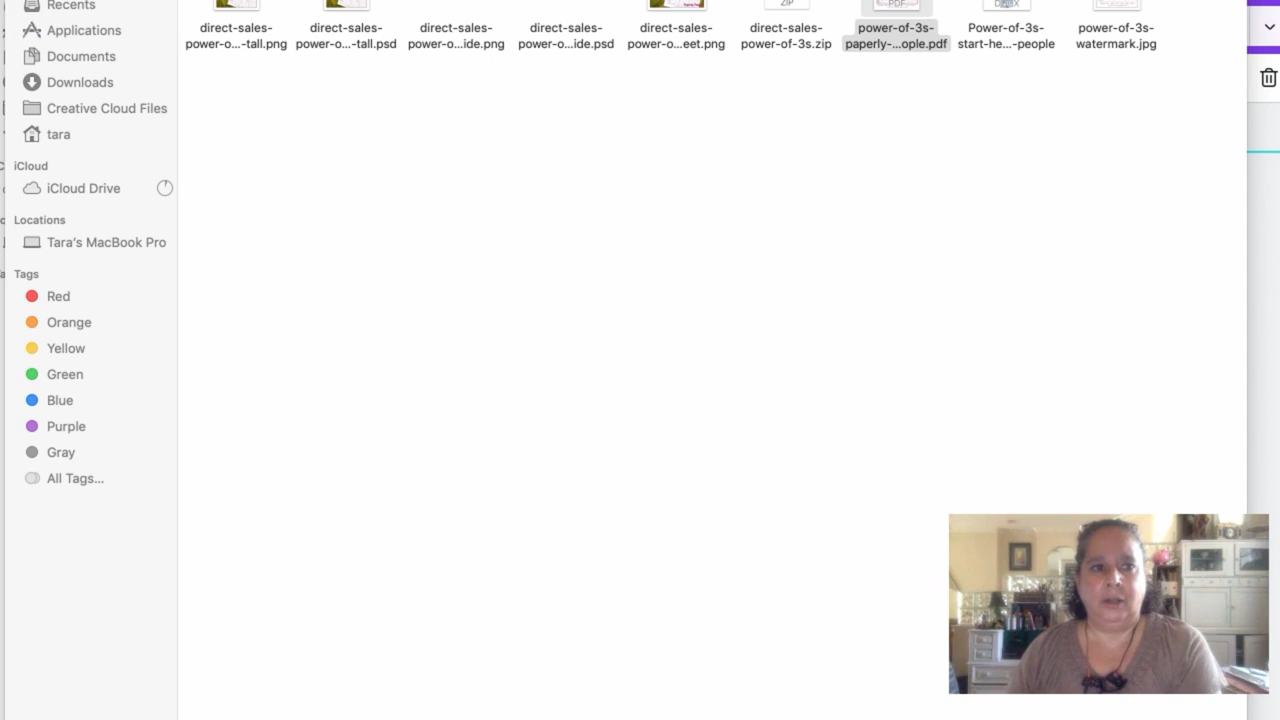 Recents
Applications
Documents
Downloads
Creative Cloud Files
tara
iCloud
iCloud Drive
Locations
Tara's MacBook Pro
Tags
Red
Orange
Yellow
Green
Blue
Purple
Gray
All Tags...
PDF
ZIP
direct-sales-
power-o...-tall.png
direct-sales-
power-o...-tall.psd
direct-sales-
power-o...ide.png
direct-sales-
power-o...ide.psd
direct-sales-
power-o...eet.png
direct-sales-
power-of-3s.zip
power-of-3s-
paperly-...ople.pdf
Power-of-3s-
start-he...-people
power-of-3s-
watermark.jpg